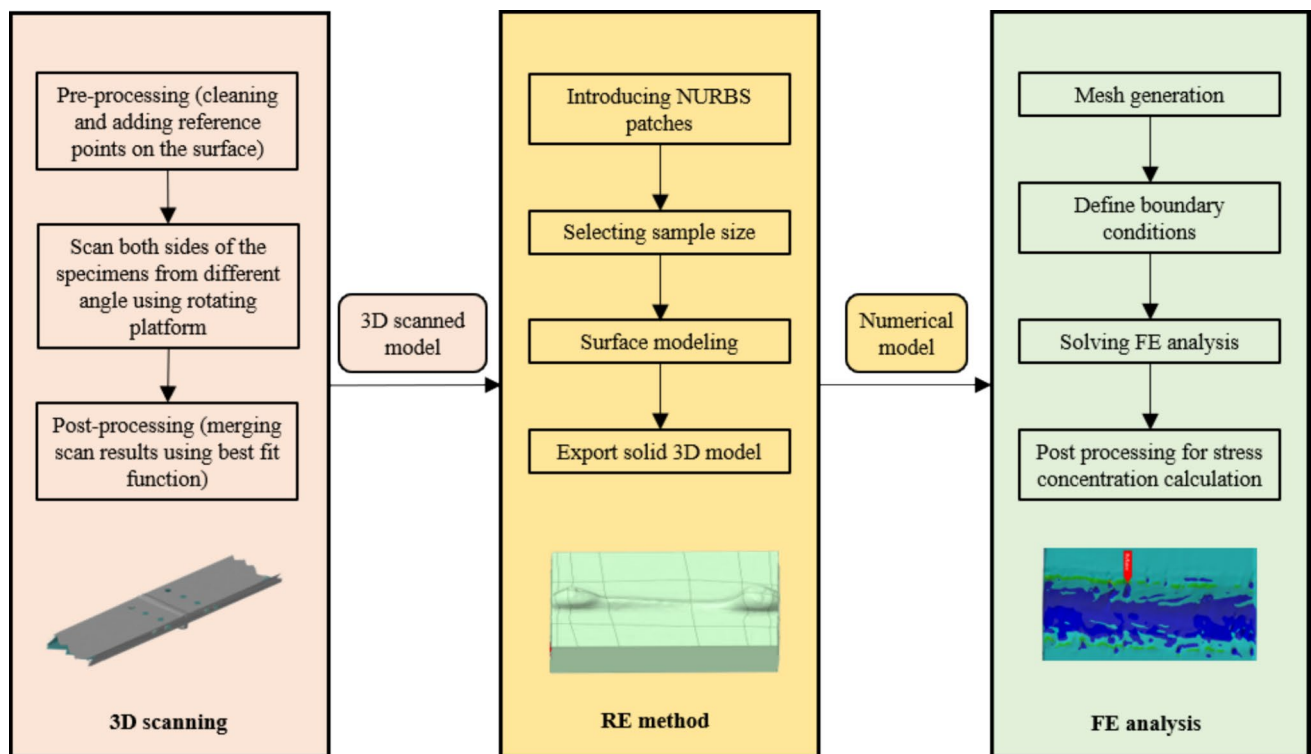 Pre-processing (cleaning
and adding reference
points on the surface)
Scan both sides of the
specimens from different
angle using rotating
platform
Post-processing (merging
scan results using best fit
function)
3D scanning
3D scanned
model
Introducing NURBS
patches
Selecting sample size
Surface modeling
Export solid 3D model
RE method
Numerical
model
Mesh generation
Define boundary
conditions
Solving FE analysis
Post processing for stress
concentration calculation
FE analysis